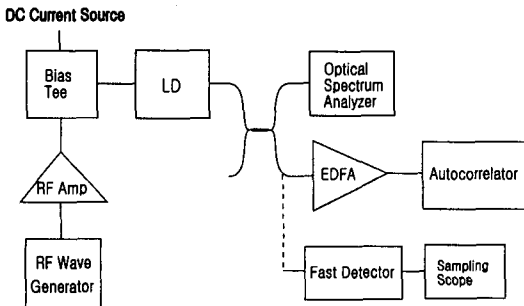 DC Current Source
Bias
Tee
LD
Optical
Spectrum
Analyzer
EDFA
Autocorrelator
RF Amp
RF Wave
Generator
Fast Detector
Sampling
Scope